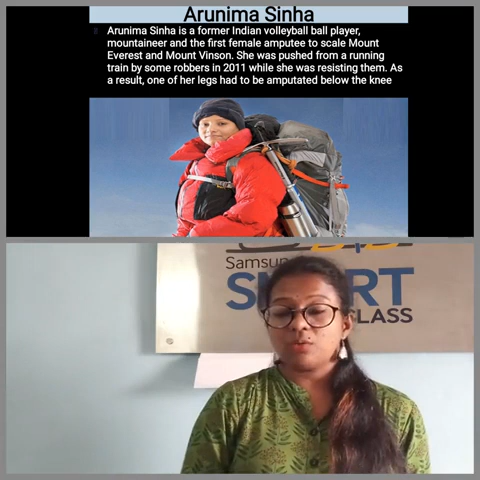 Arunima Sinha
Arunima Sinha is a former Indian volleyball ball player,
mountaineer and the first female amputee to scale Mount
Everest and Mount Vinson. She was pushed from a running
train by some robbers in 2011 while she was resisting them. As
a result, one of her legs had to be amputated below the knee
Samsung
CLASS